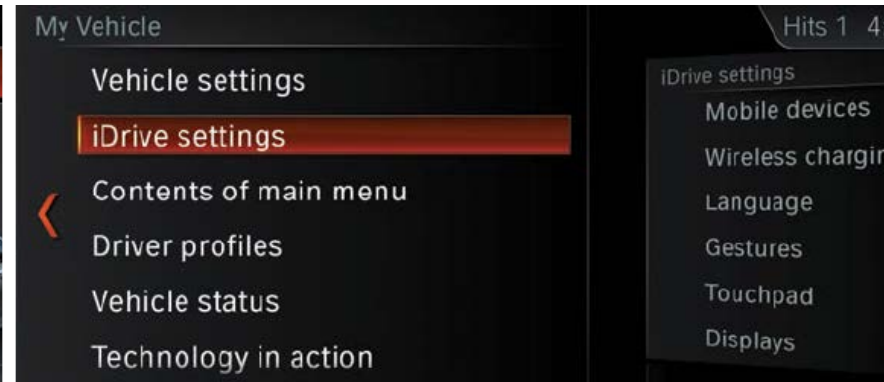 My Vehicle
Vehicle settings
iDrive settings
Contents of main menu
Driver profiles
Vehicle status
Technology in action
Hits 1 4
iDrive settings
Mobile devices
Wireless
Language
Gestures
Touchpad
Displays